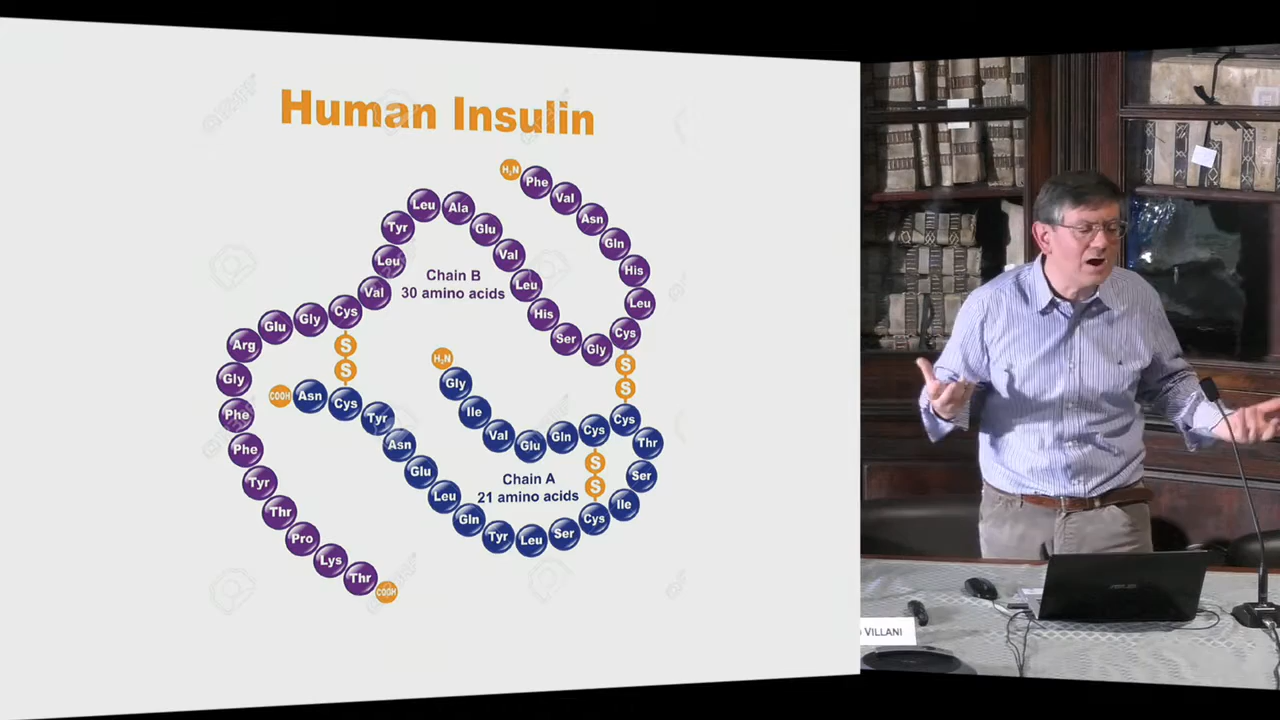 Human Insulin
H₂N Phe Val Asn Gln His Leu Cys Gly Ser His Leu Val Glu Ala Leu Tyr Leu Val Cys Gly Glu Arg Gly Phe Phe Tyr Thr Pro Lys Thr COOH
Chain B
30 amino acids
S
S
S
S
H₂N Gly Ile Val Glu Gln Cys Cys Thr Ser Ile Cys Ser Leu Tyr Gln Leu Glu Asn Tyr Cys Asn COOH
S
S
Chain A
21 amino acids
VILLANI